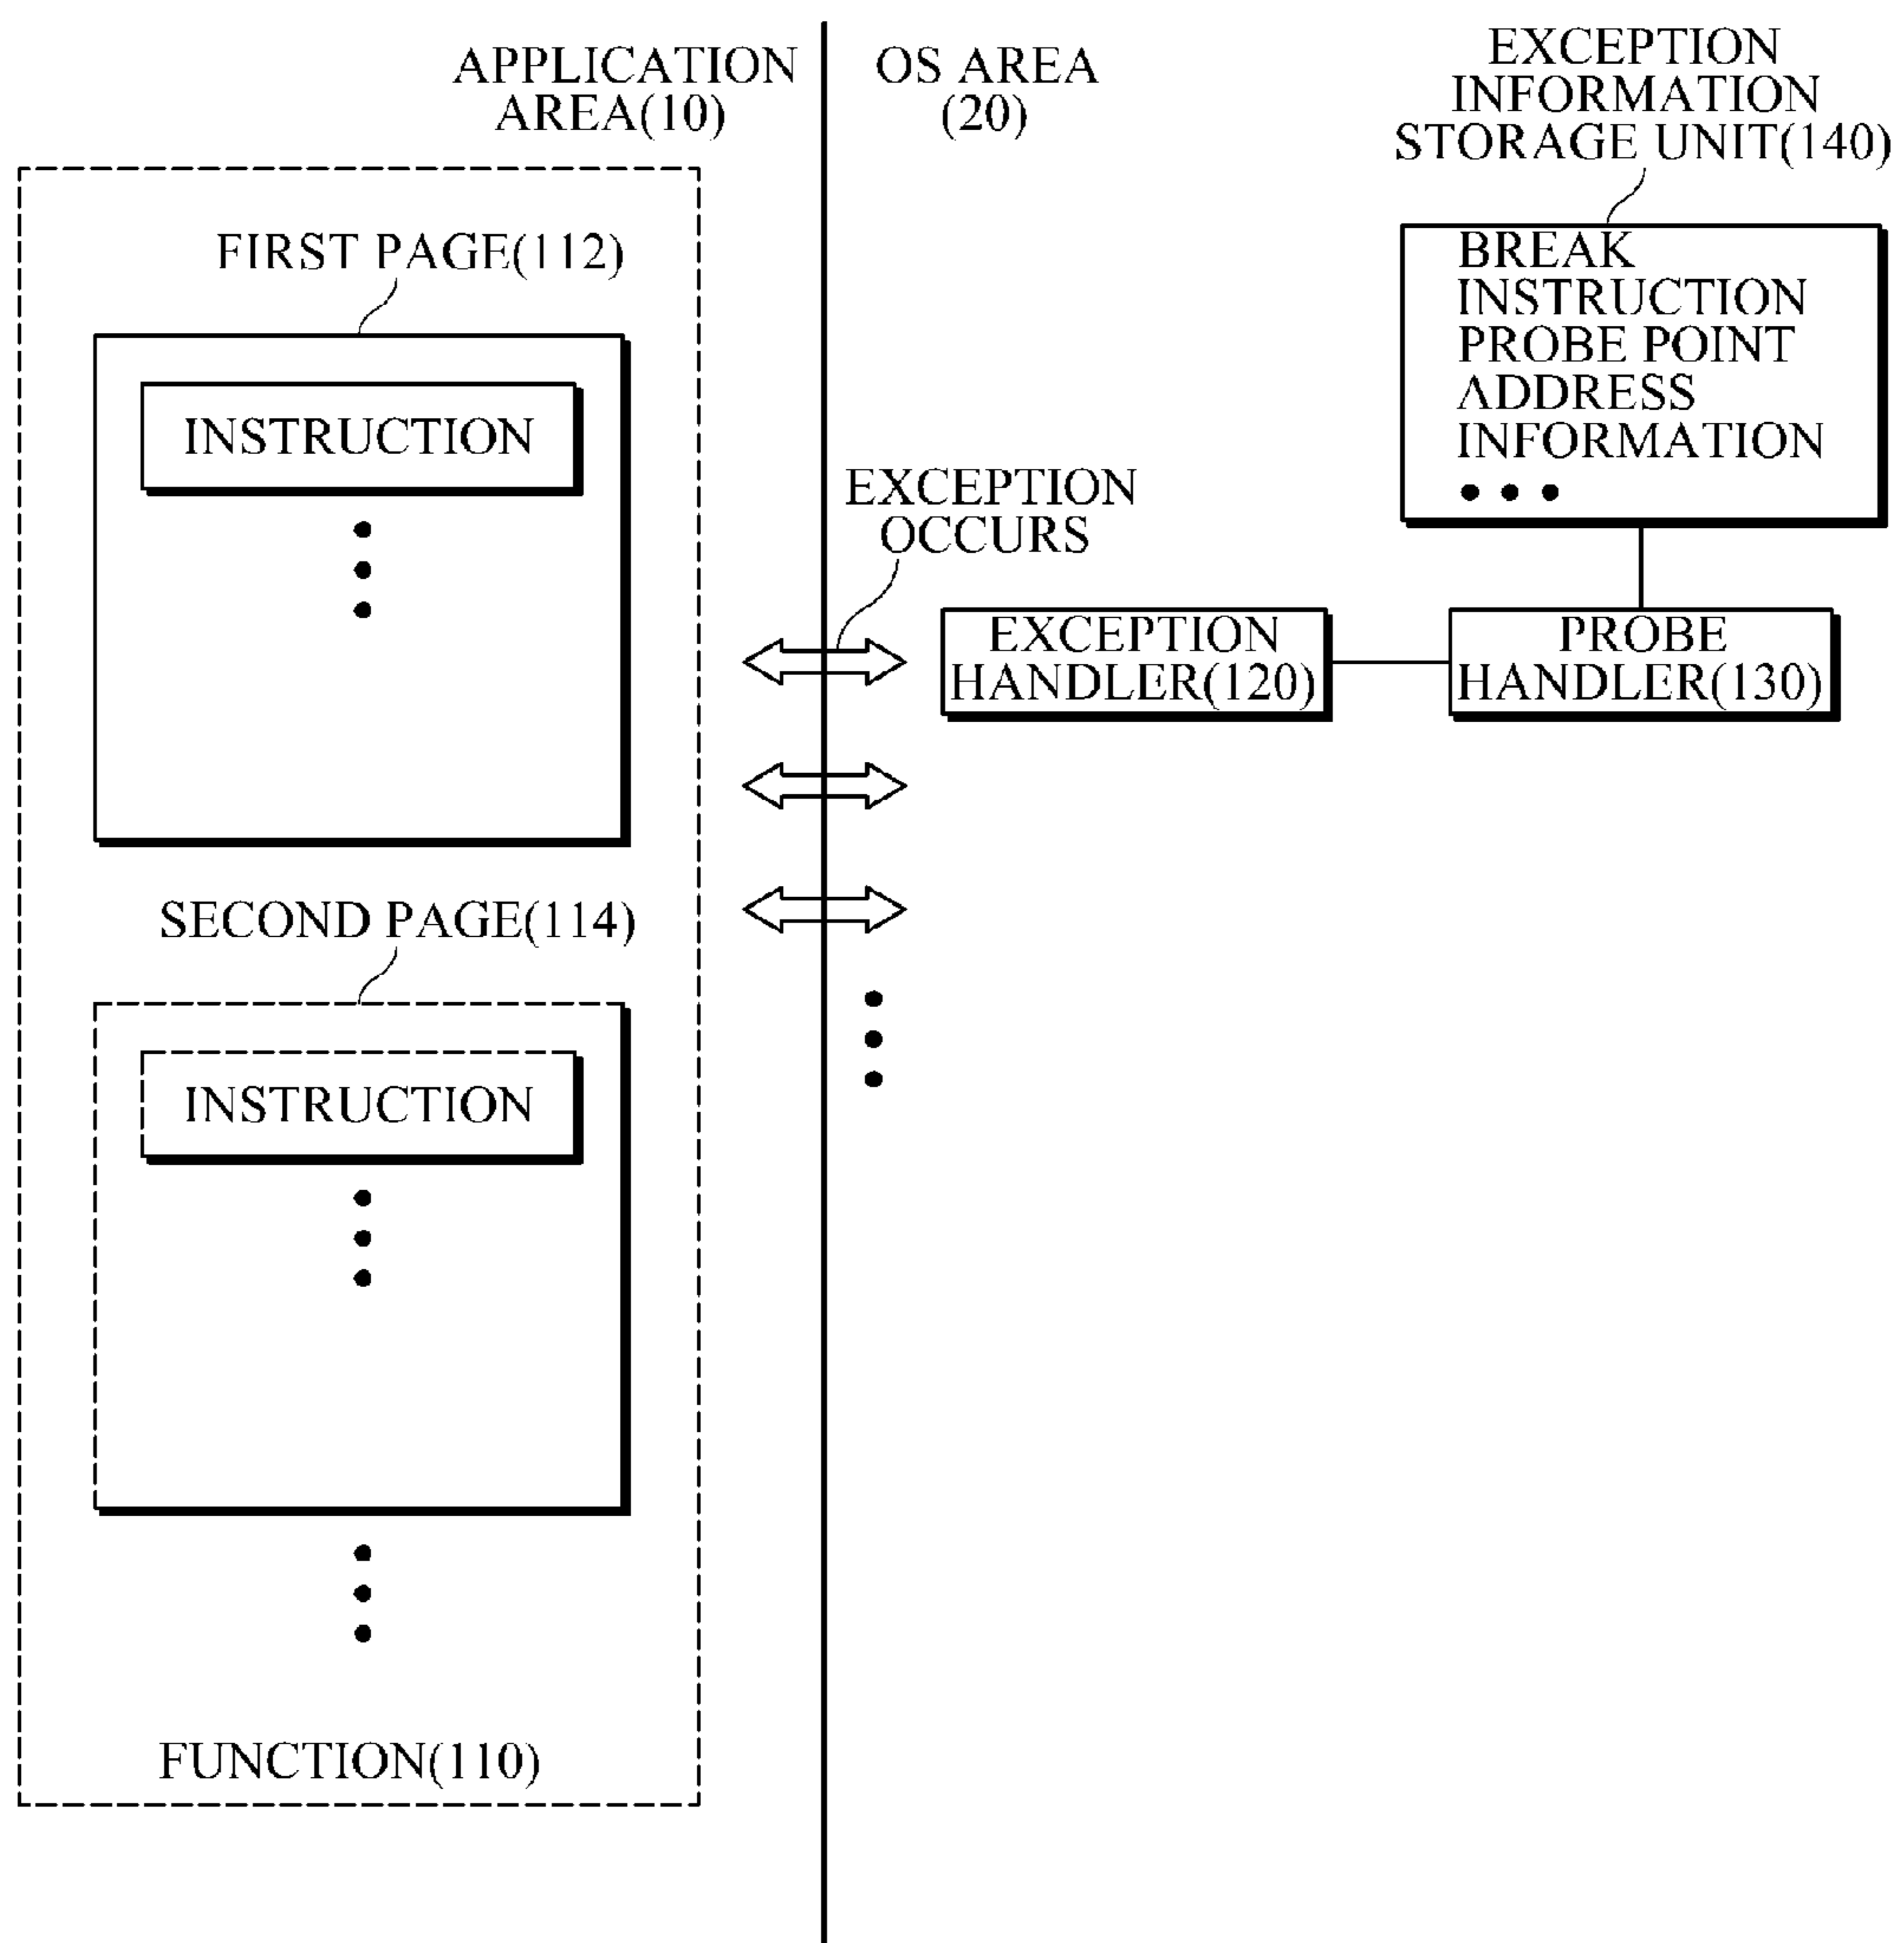 APPLICATION
AREA(10)
OS AREA
(20)
EXCEPTION
INFORMATION
STORAGE UNIT(140)
FIRST PAGE(112)
INSTRUCTION
BREAK
INSTRUCTION
PROBE POINT
ADDRESS
INFORMATION
EXCEPTION
OCCURS
EXCEPTION
HANDLER(120)
PROBE
HANDLER(130)
SECOND PAGE(114)
INSTRUCTION
FUNCTION(110)